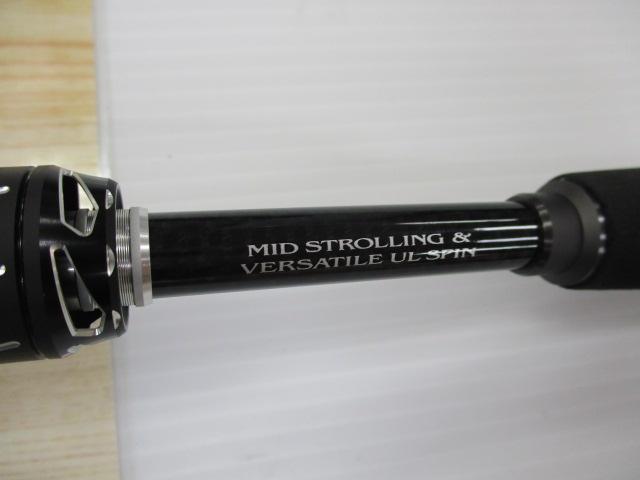 MID STROLLING &
VERSATILE UL SPIN